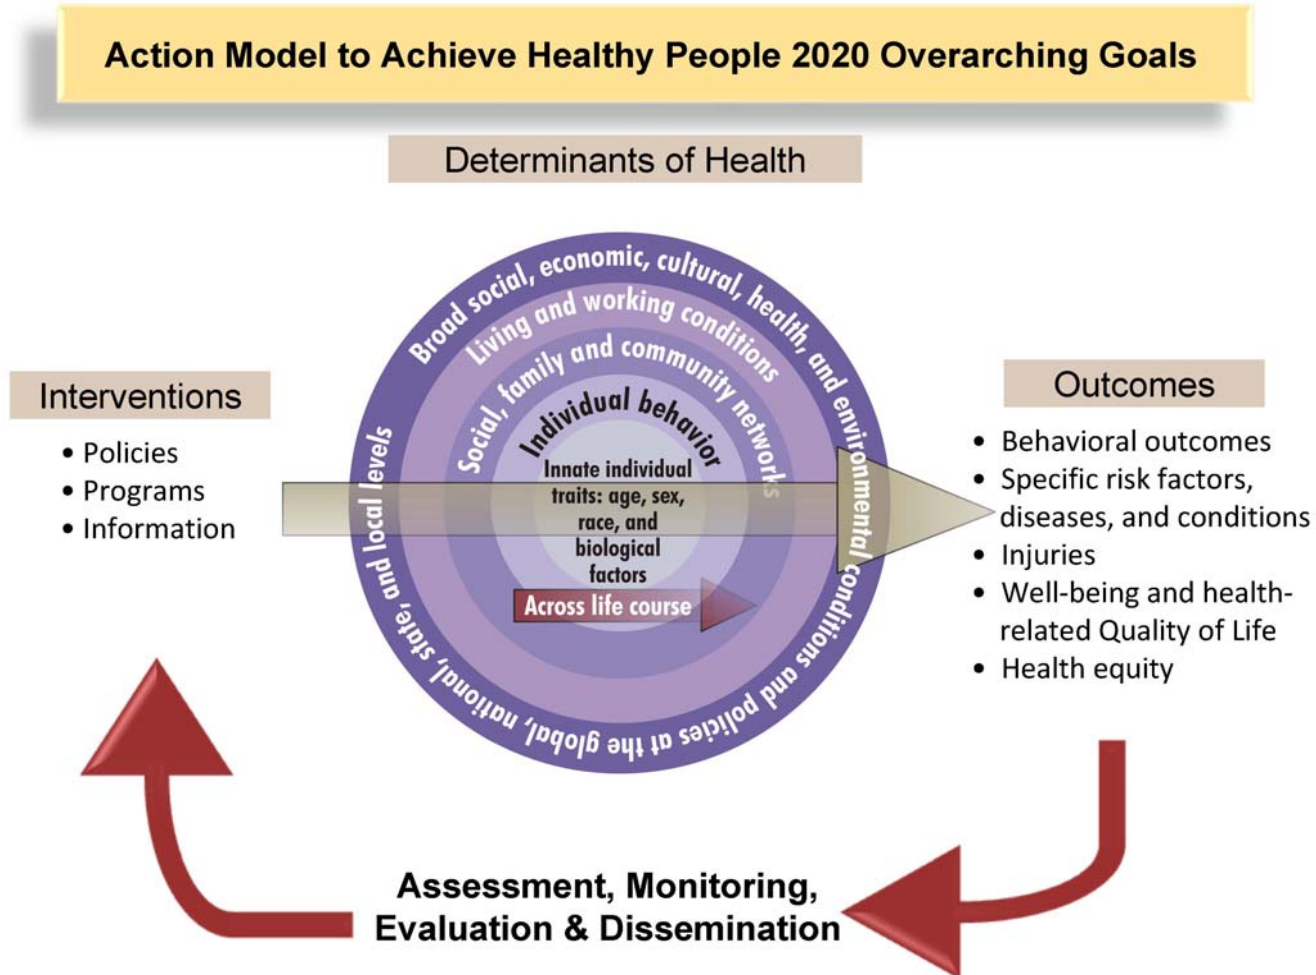 Action Model to Achieve Healthy People 2020 Overarching Goals
Determinants of Health
Broad social, economic, cultural, health, and environmental conditions and policies at the global, national, state, and local levels
Living and working conditions
Social, family and community networks
Individual behavior
Innate individual
traits: age, sex,
race, and
biological
factors
Across life course
Interventions
• Policies
• Programs
• Information
Outcomes
• Behavioral outcomes
• Specific risk factors,
diseases, and conditions
• Injuries
• Well-being and health-
related Quality of Life
• Health equity
Assessment, Monitoring,
Evaluation & Dissemination